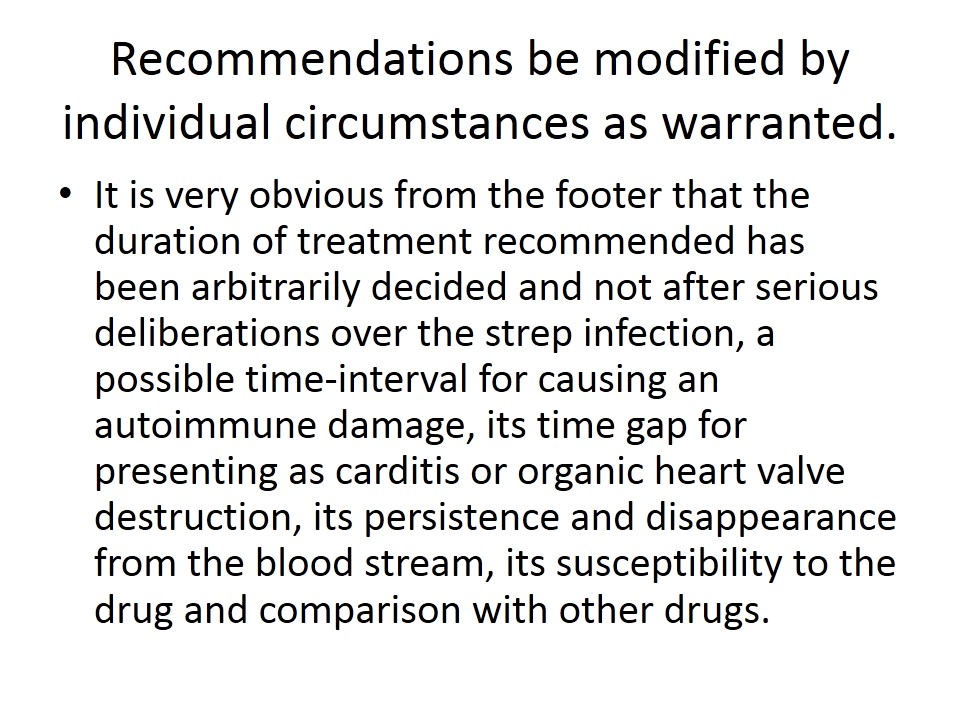 Recommendations be modified by
individual circumstances as warranted.
• It is very obvious from the footer that the
duration of treatment recommended has
been arbitrarily decided and not after serious
deliberations over the strep infection, a
possible time-interval for causing an
autoimmune damage, its time gap for
presenting as carditis or organic heart valve
destruction, its persistence and disappearance
from the blood stream, its susceptibility to the
drug and comparison with other drugs.